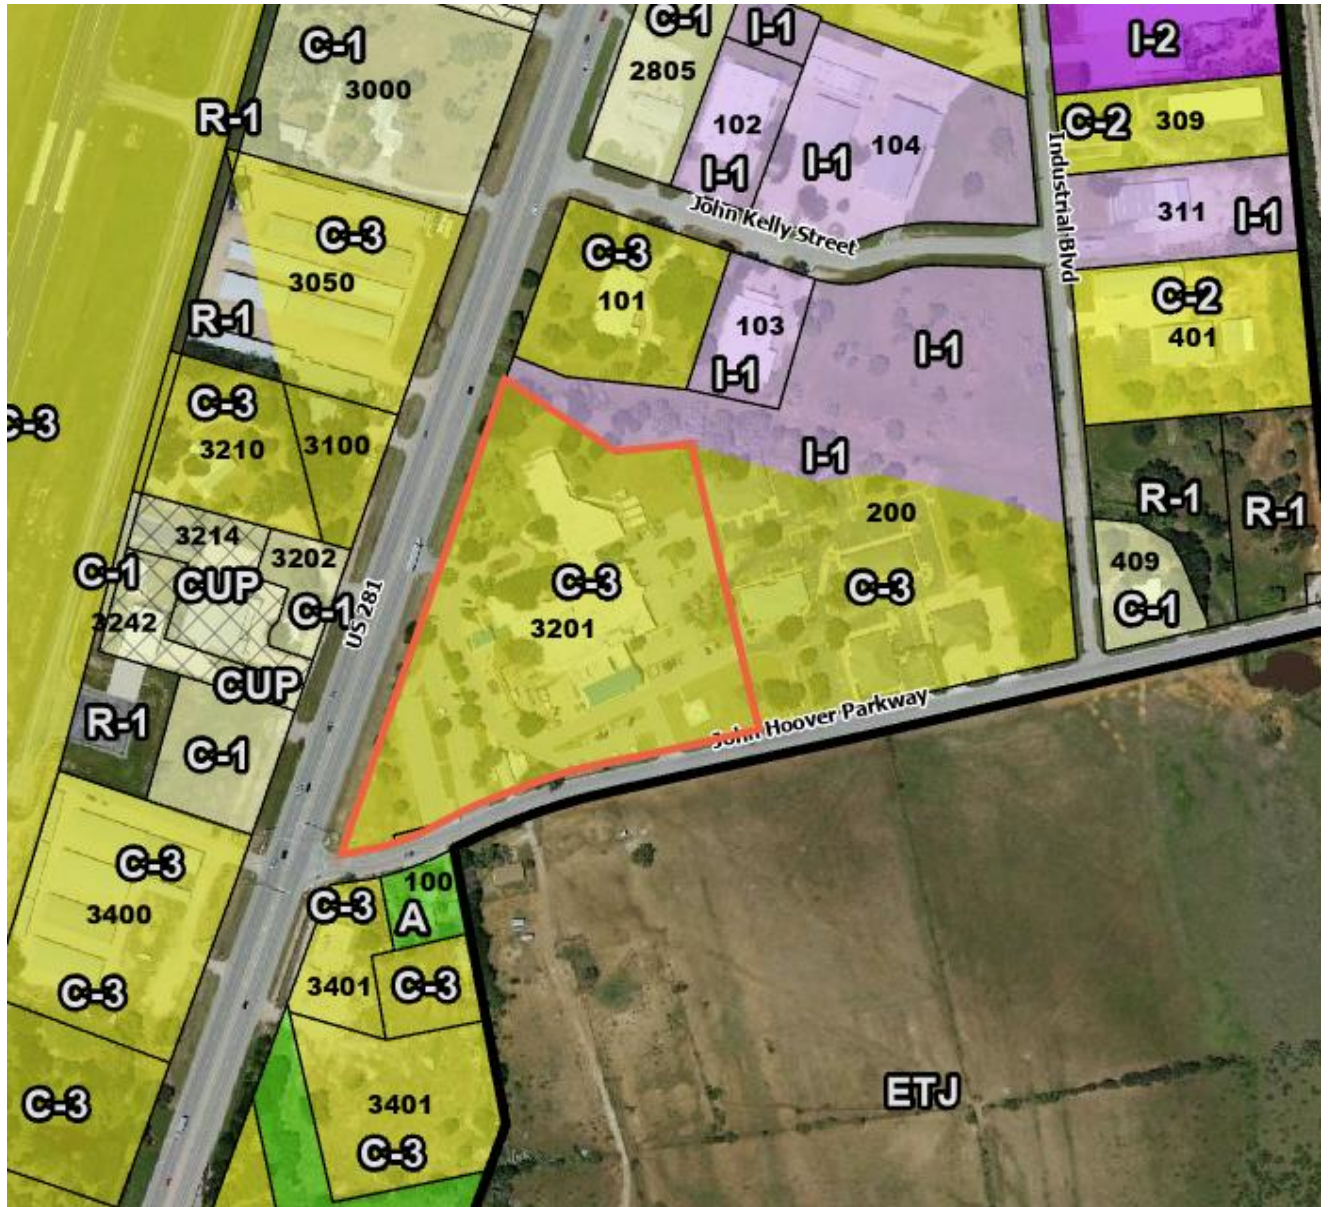 C-1
3000
C-1
2805
I-1
I-2
R-1
102
I-1
I-1
104
C-2
309
Industrial Blvd
311
I-1
John Kelly Street
C-3
3050
C-3
101
103
I-1
I-1
C-2
401
R-1
C-3
C-3
3210
3100
I-1
200
R-1
R-1
3214
3202
C-1
CUP
C-1
3242
US 281
C-3
3201
C-3
409
C-1
CUP
R-1
C-1
John Hoover Parkway
C-3
3400
C-3
C-3
100
A
3401
C-3
C-3
3401
C-3
ETJ